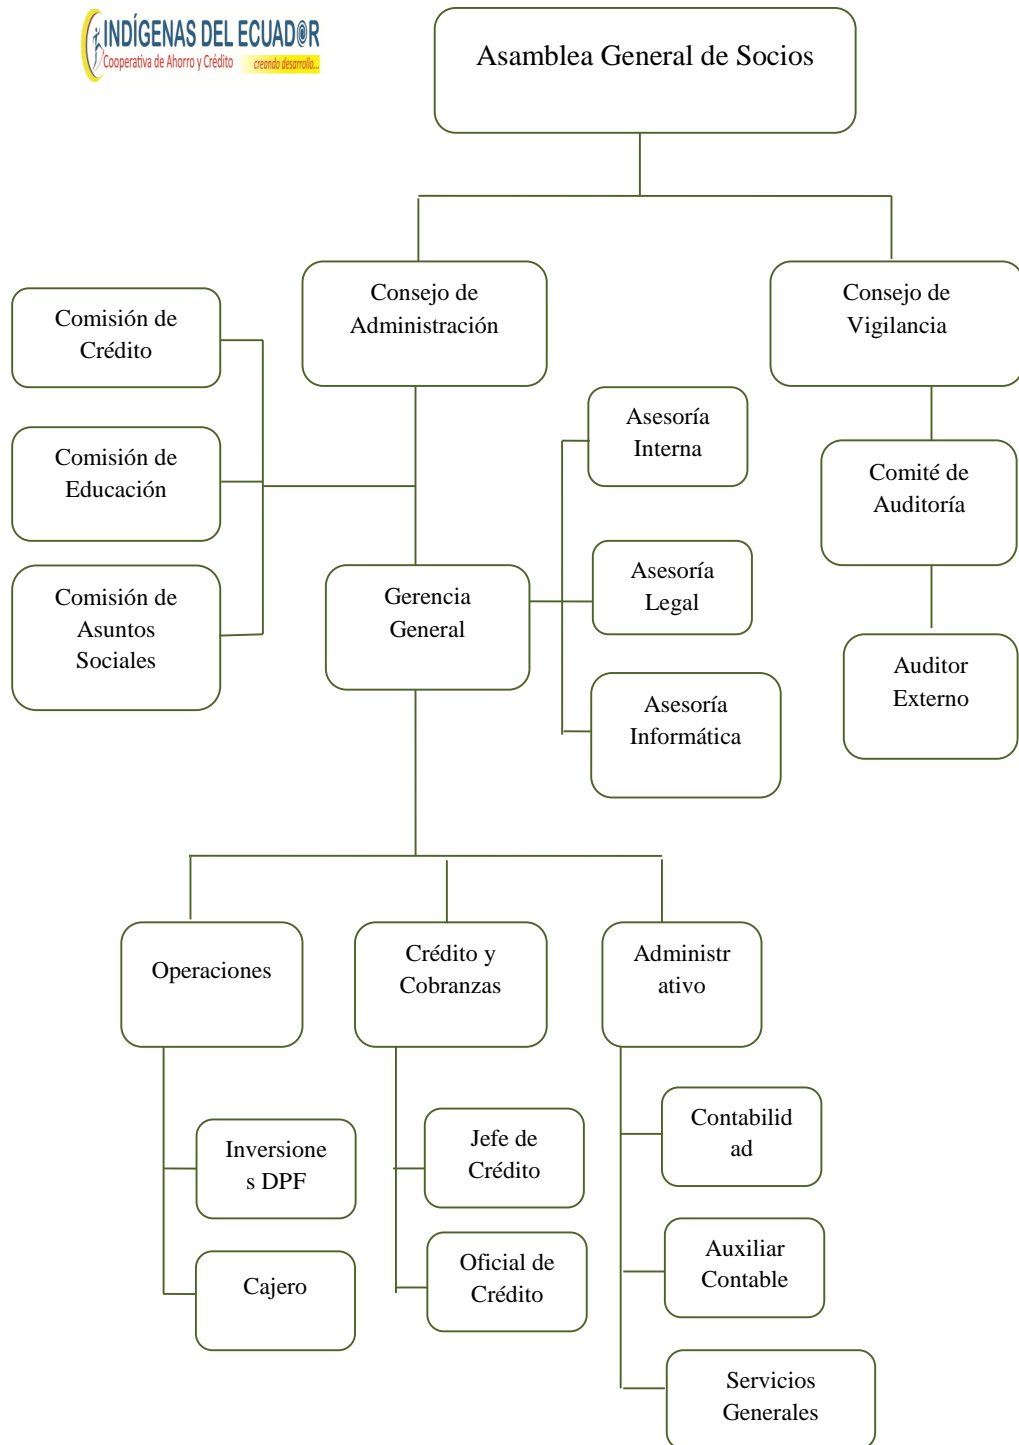 INDÍGENAS DEL ECUAD@R
Cooperativa de Ahorro y Crédito creando desarrollo...
Asamblea General de Socios
Consejo de
Administración
Consejo de
Vigilancia
Comisión de
Crédito
Comisión de
Educación
Comisión de
Asuntos
Sociales
Asesoría
Interna
Asesoría
Legal
Asesoría
Informática
Comité de
Auditoría
Auditor
Externo
Gerencia
General
Operaciones
Crédito y
Cobranzas
Administr
ativo
Inversione
s DPF
Cajero
Jefe de
Crédito
Oficial de
Crédito
Contabilid
ad
Auxiliar
Contable
Servicios
Generales